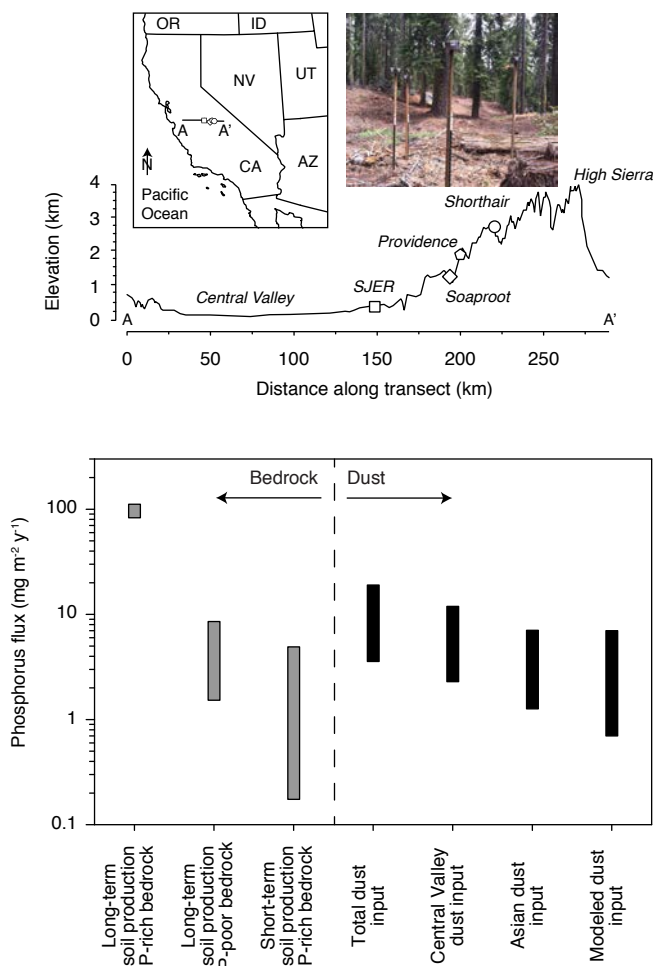 OR
ID
NV
UT
A
A'
N
CA
AZ
Pacific
Ocean
Elevation (km)
4
3
2
1
0
High Sierra
Shorthair
Providence
SJER
Soaproot
Central Valley
A
A'
0
50
100
150
200
250
Distance along transect (km)
Bedrock
Dust
Phosphorus flux (mg m⁻² y⁻¹)
100
10
1
0.1
Long-term
soil production
P-rich bedrock
Long-term
soil production
P-poor bedrock
Short-term
soil production
P-rich bedrock
Total dust
input
Central Valley
dust input
Asian dust
input
Modeled dust
input